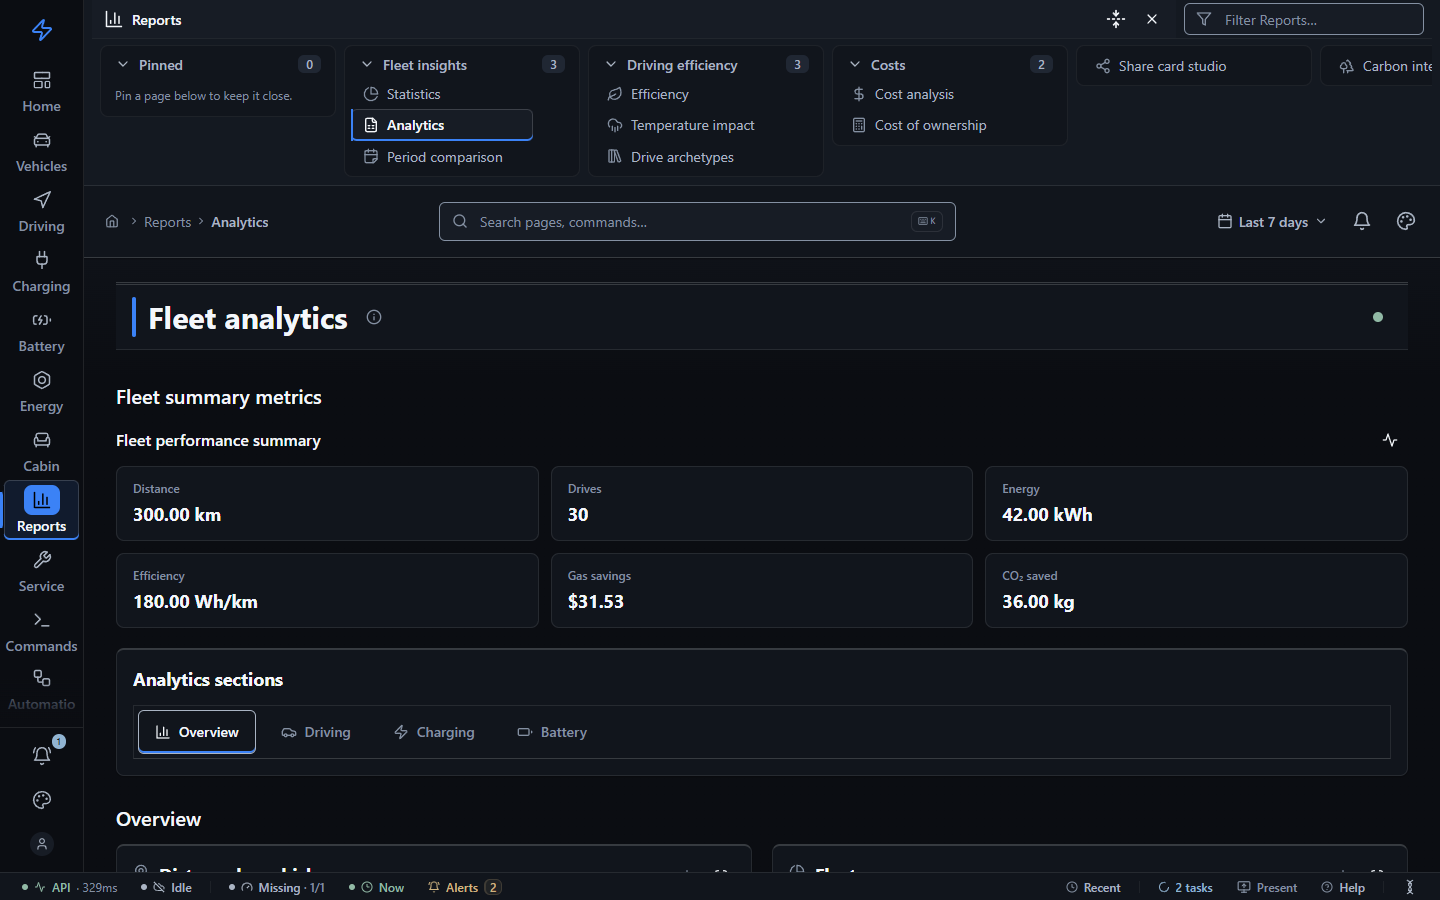 Reports
Filter Reports...
Pinned 0
Pin a page below to keep it close.
Fleet insights 3
Statistics
Analytics
Period comparison
Driving efficiency 3
Efficiency
Temperature impact
Drive archetypes
Costs 2
Cost analysis
Cost of ownership
Share card studio
Carbon inte
Home
Vehicles
Driving
Charging
Battery
Energy
Cabin
Reports
Service
Commands
Automatio
1
Reports > Analytics
Search pages, commands...
K
Last 7 days
Fleet analytics
Fleet summary metrics
Fleet performance summary
Distance
300.00 km
Drives
30
Energy
42.00 kWh
Efficiency
180.00 Wh/km
Gas savings
$31.53
CO₂ saved
36.00 kg
Analytics sections
Overview
Driving
Charging
Battery
Overview
API · 329ms
Idle
Missing · 1/1
Now
Alerts 2
Recent
2 tasks
Present
Help